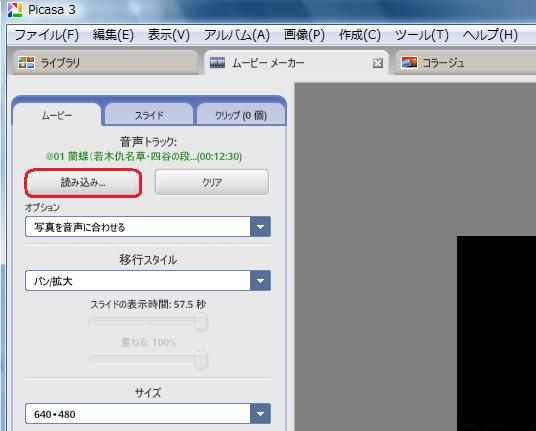 Picasa 3
ファイル(F) 編集(E) 表示(V) アルバム(A) 画像(P) 作成(C) ツール(T) ヘルプ(H)
ライブラリ ムービー メーカー コラージュ
ムービー スライド クリップ (0 個)
音声トラック:
@01 蘭蝶（若木仇名草・四谷の段...(00:12:30)
読み込み... クリア
オプション
写真を音声に合わせる
移行スタイル
パン/拡大
スライドの表示時間: 57.5 秒
重ねる: 100%
サイズ
640・480